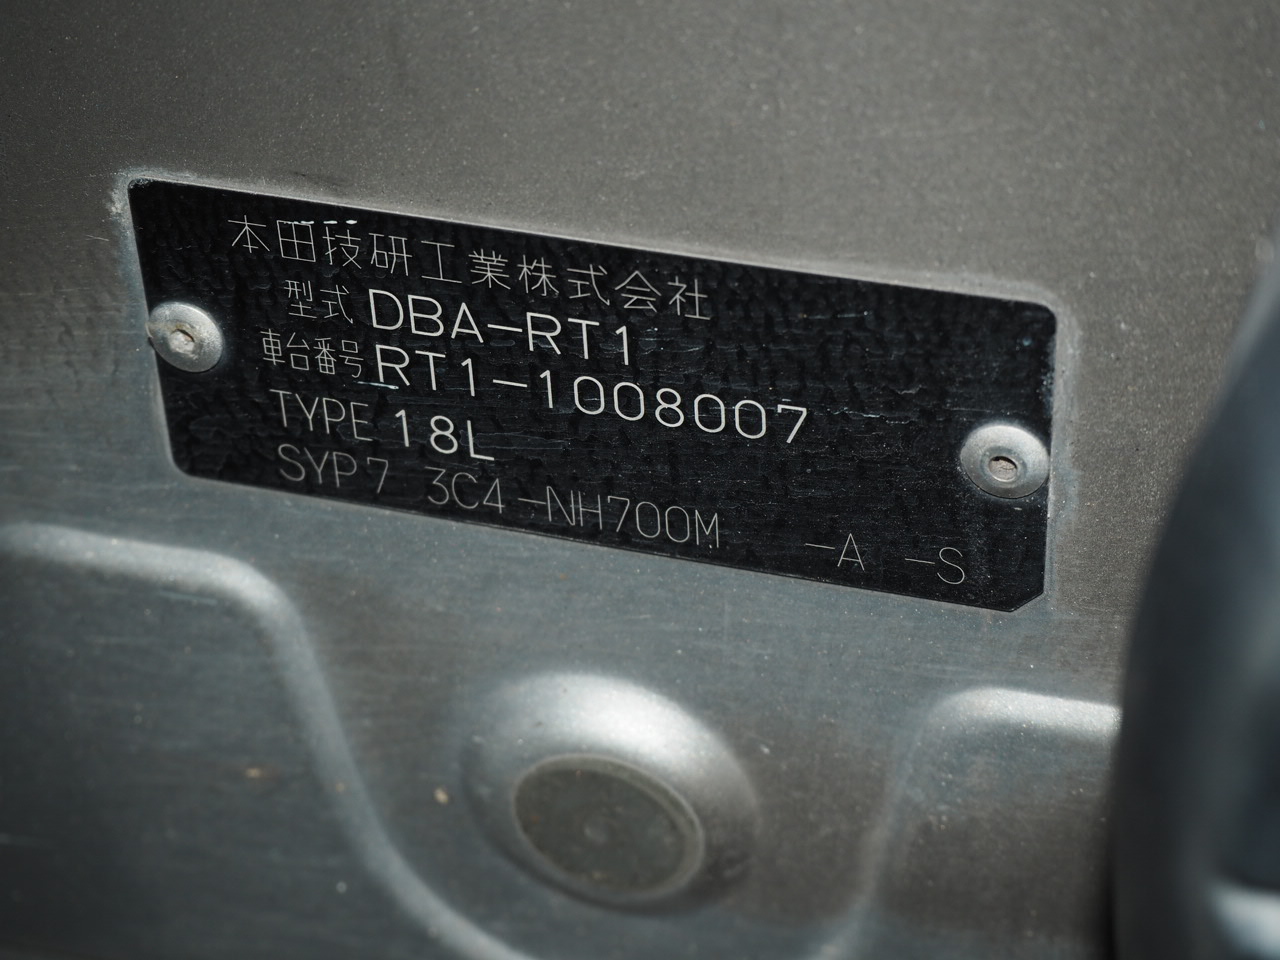 本田技研工業株式会社
型式 DBA-RT1
車台番号 RT1-1008007
TYPE 18L
SYP7 3C4-NH700M -A -S